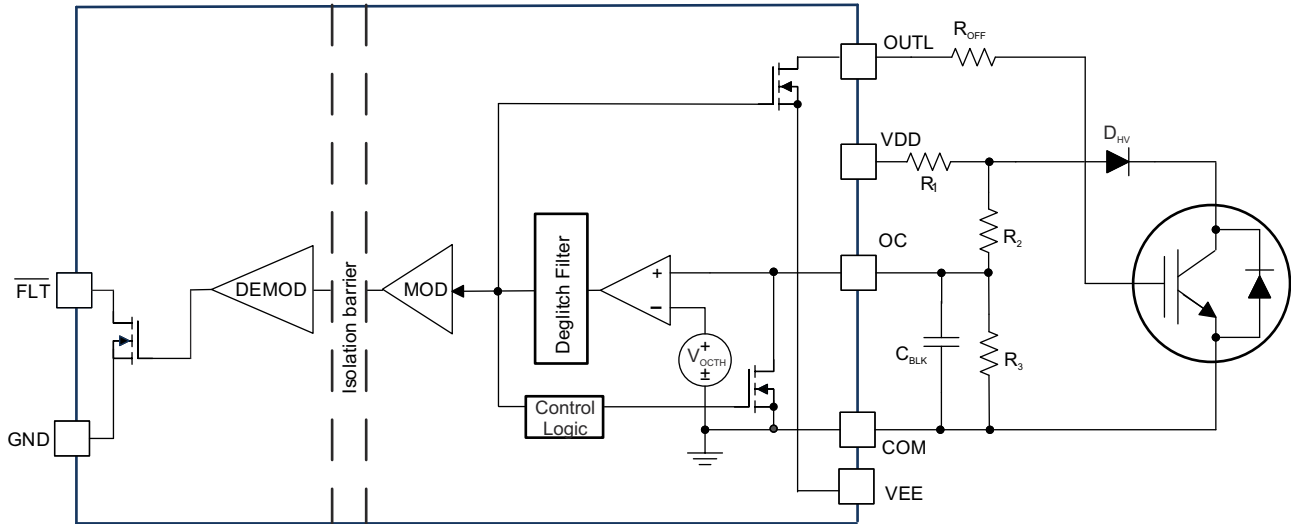 OUTL
R_OFF
VDD
R1
D_HV
R2
OC
FLT
DEMOD
Isolation barrier
MOD
Deglitch Filter
+
−
+
V_OCTH
±
C_BLK
R3
Control
Logic
GND
COM
VEE